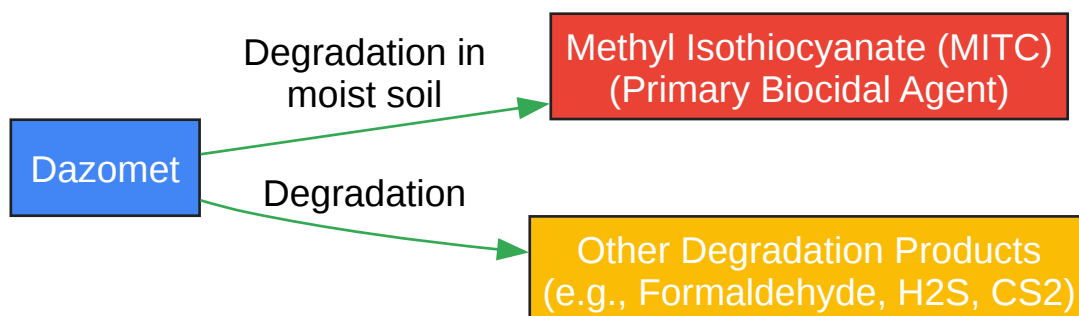 Dazomet
Degradation in
moist soil
Methyl Isothiocyanate (MITC)
(Primary Biocidal Agent)
Degradation
Other Degradation Products
(e.g., Formaldehyde, H2S, CS2)